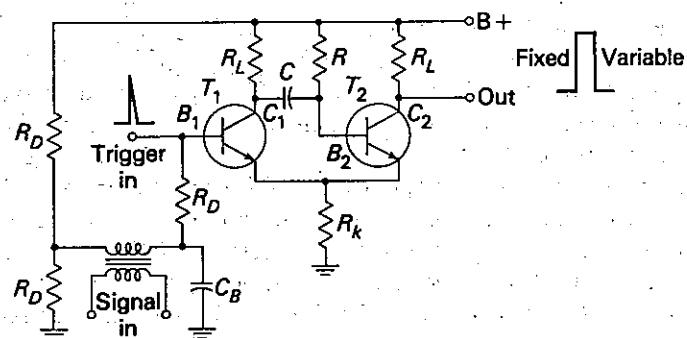 B+
R_L
R
R_L
Fixed
Variable
C
T_1
T_2
C_1
C_2
Out
B_1
B_2
R_D
Trigger
in
R_D
R_k
R_D
Signal
in
C_B